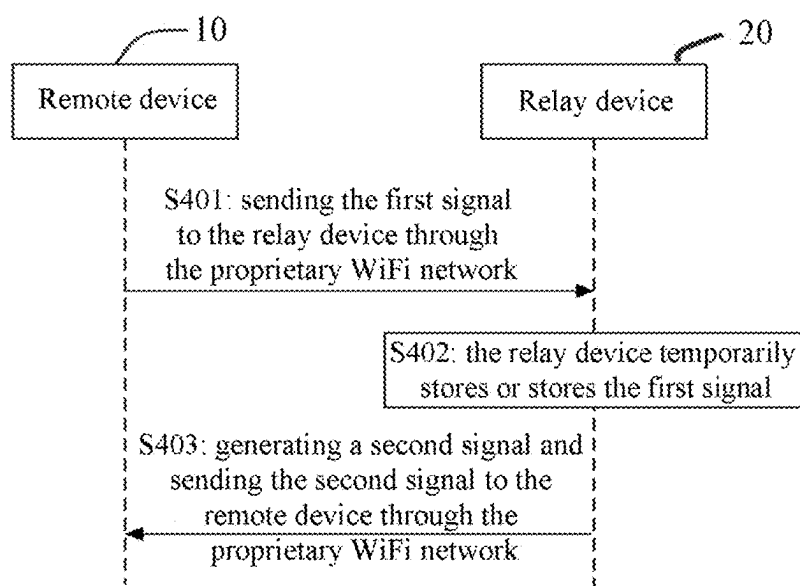 10
20
Remote device
Relay device
S401: sending the first signal
to the relay device through
the proprietary WiFi network
S402: the relay device temporarily
stores or stores the first signal
S403: generating a second signal and
sending the second signal to the
remote device through the
proprietary WiFi network